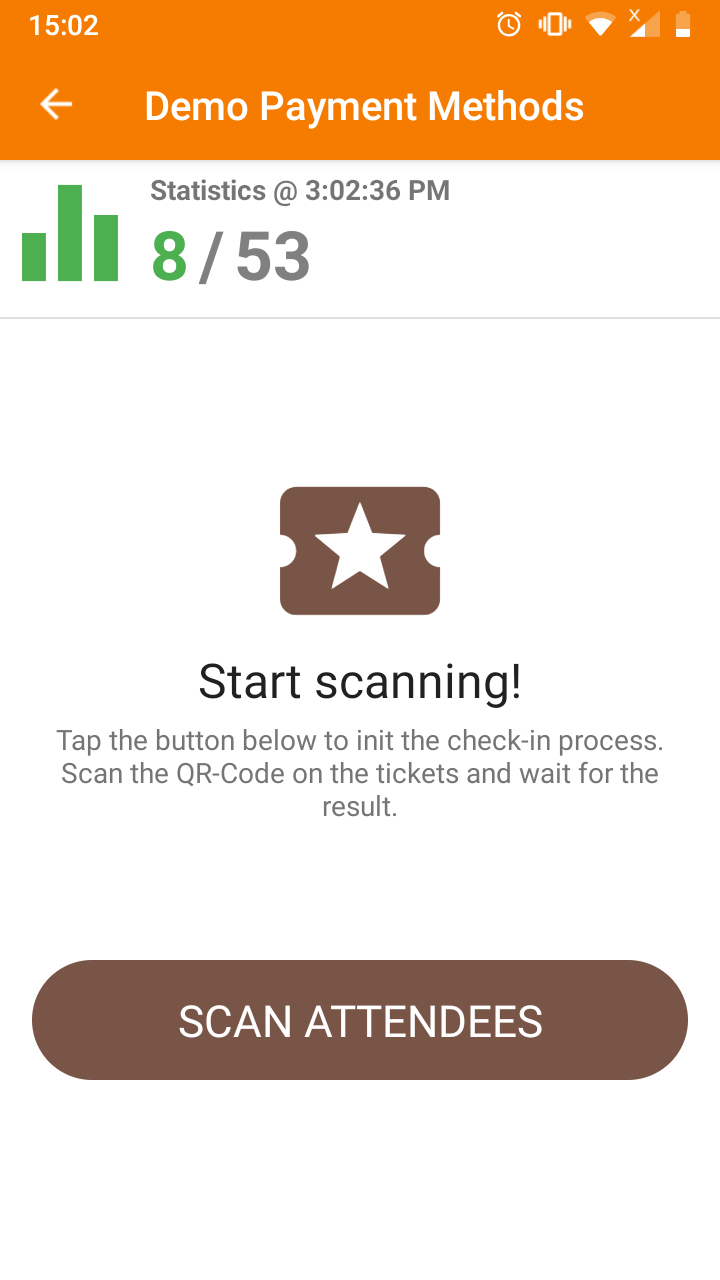 15:02
Demo Payment Methods
Statistics @ 3:02:36 PM
8 / 53
Start scanning!
Tap the button below to init the check-in process.
Scan the QR-Code on the tickets and wait for the
result.
SCAN ATTENDEES